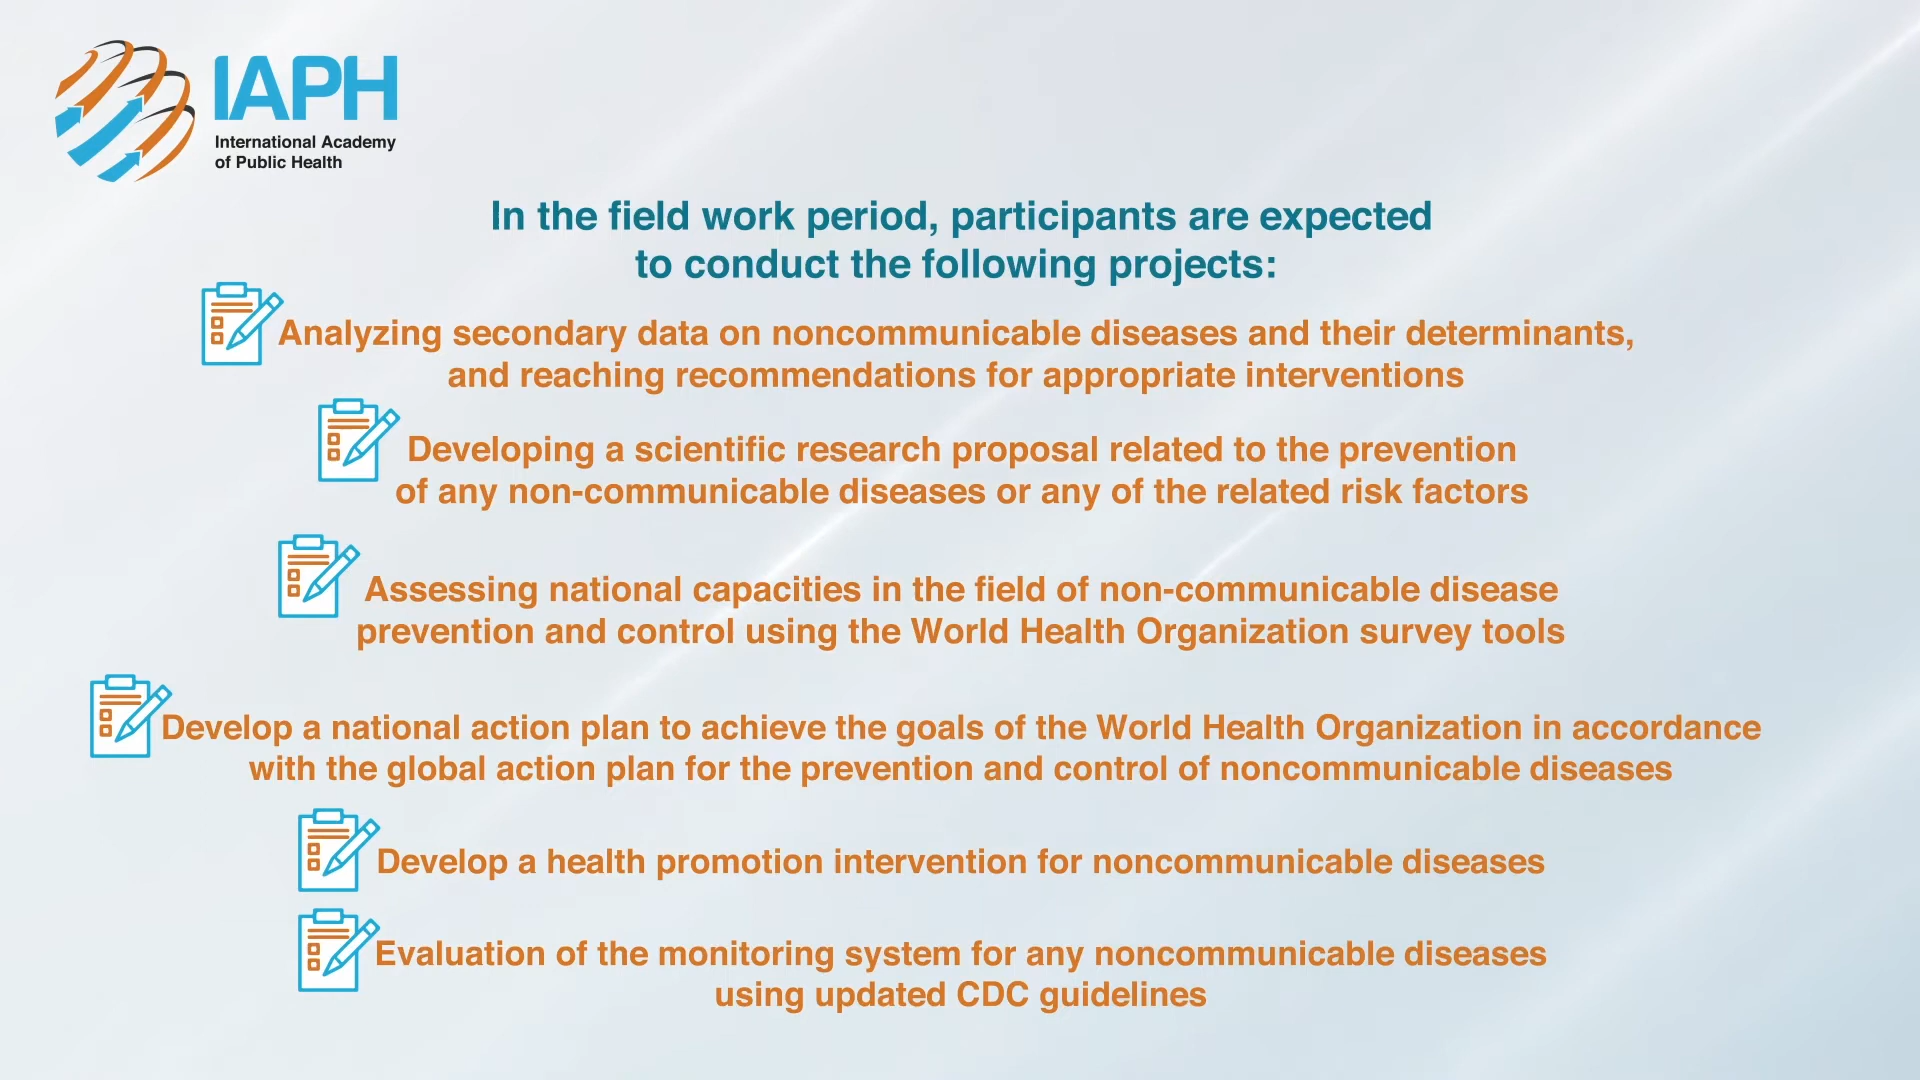 IAPH
International Academy
of Public Health
In the field work period, participants are expected
to conduct the following projects:
Analyzing secondary data on noncommunicable diseases and their determinants,
and reaching recommendations for appropriate interventions
Developing a scientific research proposal related to the prevention
of any non-communicable diseases or any of the related risk factors
Assessing national capacities in the field of non-communicable disease
prevention and control using the World Health Organization survey tools
Develop a national action plan to achieve the goals of the World Health Organization in accordance
with the global action plan for the prevention and control of noncommunicable diseases
Develop a health promotion intervention for noncommunicable diseases
Evaluation of the monitoring system for any noncommunicable diseases
using updated CDC guidelines